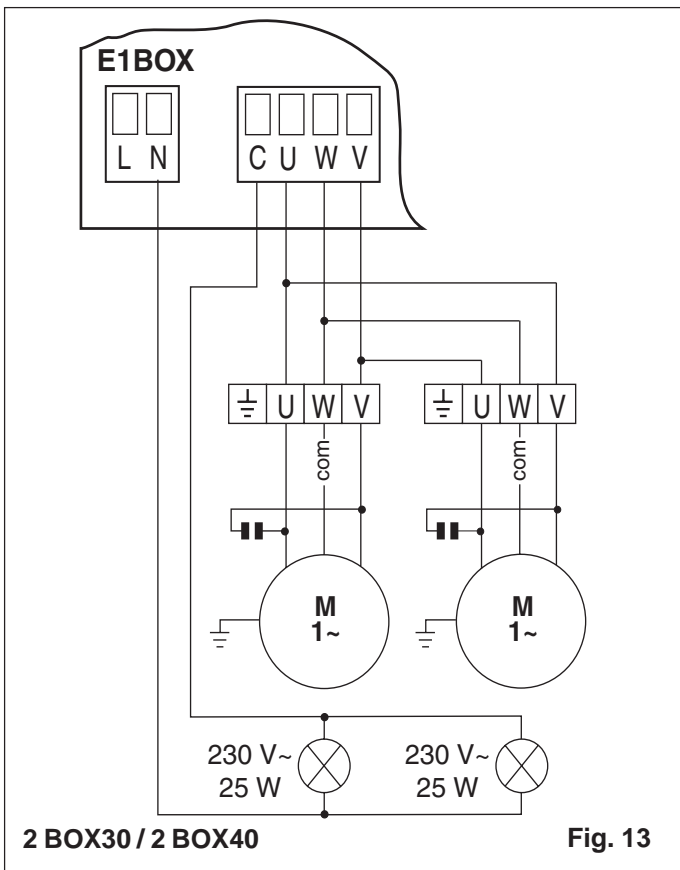 E1BOX
L N
C U W V
U W V
U W V
com
com
M
1~
M
1~
230 V~
25 W
230 V~
25 W
2 BOX30 / 2 BOX40
Fig. 13